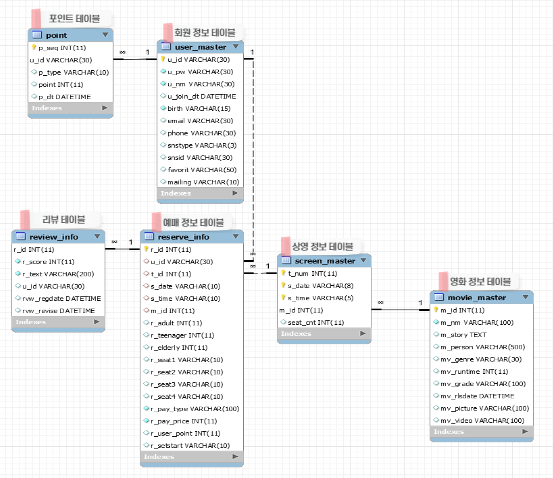 포인트 테이블
point
p_seq INT(11)
u_id VARCHAR(30)
p_type VARCHAR(10)
point INT(11)
p_dt DATETIME
Indexes
∞ 1
회원 정보 테이블
user_master
u_id VARCHAR(30)
u_pw VARCHAR(30)
u_nm VARCHAR(30)
u_join_dt DATETIME
birth VARCHAR(15)
email VARCHAR(30)
phone VARCHAR(30)
snstype VARCHAR(3)
snsid VARCHAR(30)
favorit VARCHAR(50)
mailing VARCHAR(10)
Indexes
1
리뷰 테이블
review_info
r_id INT(11)
r_score INT(11)
r_text VARCHAR(200)
u_id VARCHAR(30)
rvw_regdate DATETIME
rvw_revise DATETIME
Indexes
∞ 1
예매 정보 테이블
reserve_info
r_id INT(11)
u_id VARCHAR(30)
t_id INT(11)
s_date VARCHAR(10)
s_time VARCHAR(10)
m_id INT(11)
r_adult INT(11)
r_teenager INT(11)
r_elderly INT(11)
r_seat1 VARCHAR(10)
r_seat2 VARCHAR(10)
r_seat3 VARCHAR(10)
r_seat4 VARCHAR(10)
r_pay_type VARCHAR(100)
r_pay_price INT(11)
r_user_point INT(11)
r_setstart VARCHAR(10)
Indexes
∞ 1
상영 정보 테이블
screen_master
t_num INT(11)
s_date VARCHAR(8)
s_time VARCHAR(5)
m_id INT(11)
seat_cnt INT(11)
Indexes
∞ 1
영화 정보 테이블
movie_master
m_id INT(11)
m_nm VARCHAR(100)
m_story TEXT
m_person VARCHAR(500)
mv_genre VARCHAR(30)
mv_runtime INT(11)
mv_grade VARCHAR(100)
mv_rlsdate DATETIME
mv_picture VARCHAR(100)
mv_video VARCHAR(100)
Indexes